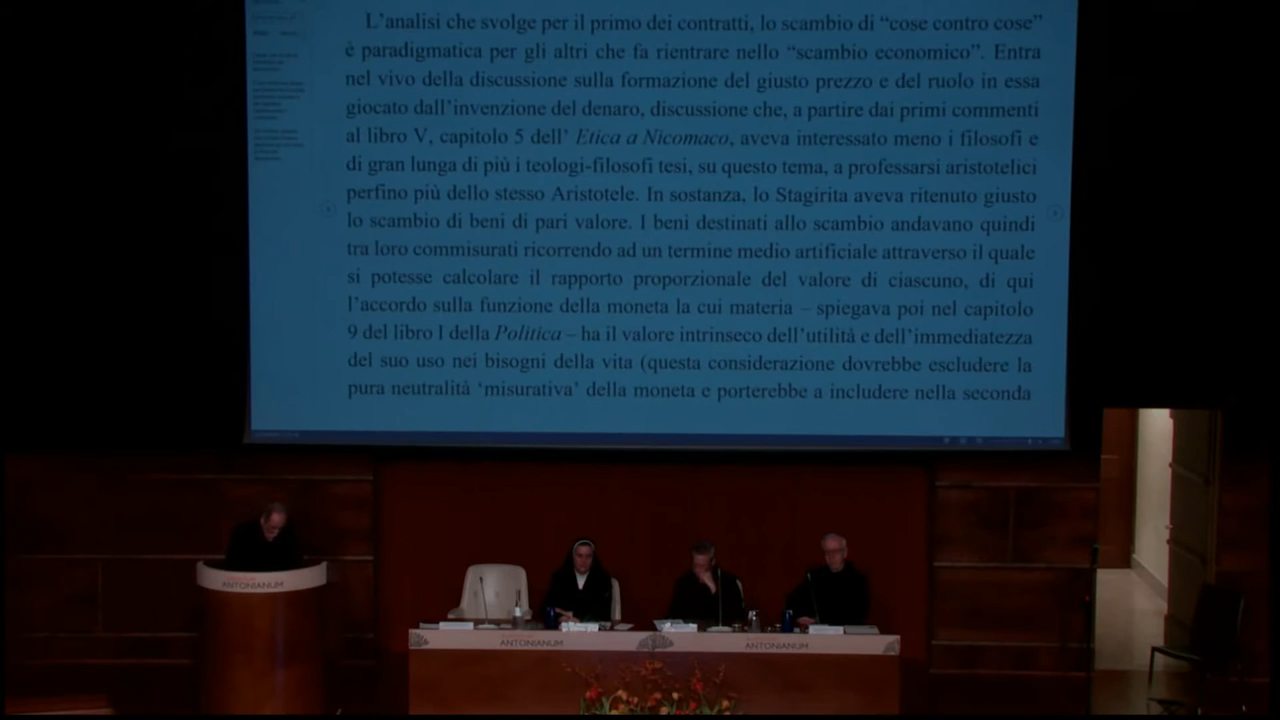 L'analisi che svolge per il primo dei contratti, lo scambio di “cose contro cose”
è paradigmatica per gli altri che fa rientrare nello “scambio economico”. Entra
nel vivo della discussione sulla formazione del giusto prezzo e del ruolo in essa
giocato dall'invenzione del denaro, discussione che, a partire dai primi commenti
al libro V, capitolo 5 dell' Etica a Nicomaco, aveva interessato meno i filosofi e
di gran lunga di più i teologi-filosofi tesi, su questo tema, a professarsi aristotelici
perfino più dello stesso Aristotele. In sostanza, lo Stagirita aveva ritenuto giusto
lo scambio di beni di pari valore. I beni destinati allo scambio andavano quindi
tra loro commisurati ricorrendo ad un termine medio artificiale attraverso il quale
si potesse calcolare il rapporto proporzionale del valore di ciascuno, di qui
l'accordo sulla funzione della moneta la cui materia – spiegava poi nel capitolo
9 del libro I della Politica – ha il valore intrinseco dell'utilità e dell'immediatezza
del suo uso nei bisogni della vita (questa considerazione dovrebbe escludere la
pura neutralità ‘misurativa’ della moneta e porterebbe a includere nella seconda
ANTONIANUM
ANTONIANUM
ANTONIANUM